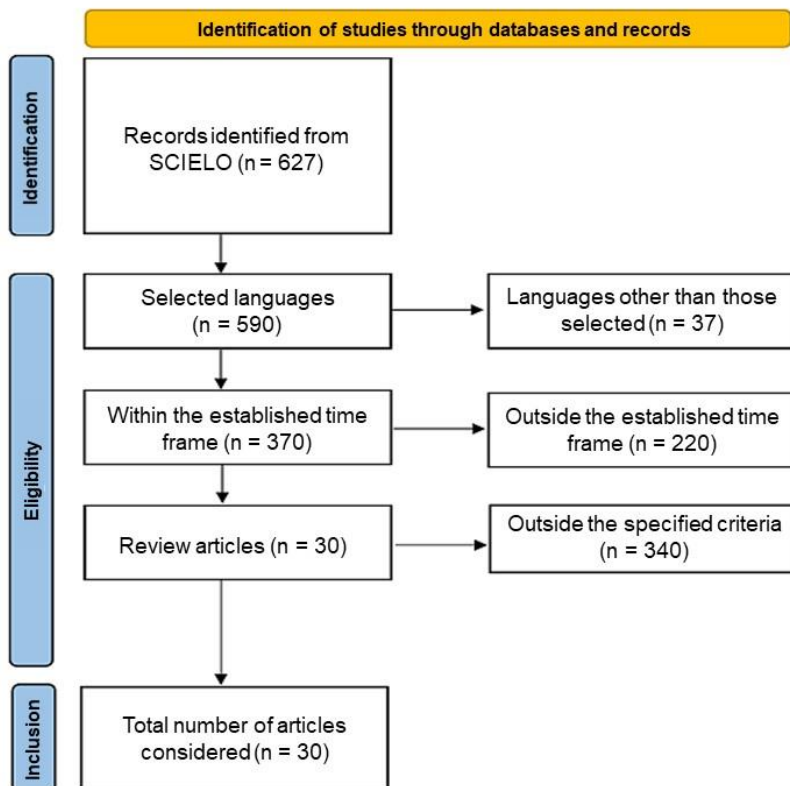 Identification of studies through databases and records
Identification
Records identified from
SCIELO (n = 627)
Eligibility
Selected languages
(n = 590)
Languages other than those
selected (n = 37)
Within the established time
frame (n = 370)
Outside the established time
frame (n = 220)
Review articles (n = 30)
Outside the specified criteria
(n = 340)
Inclusion
Total number of articles
considered (n = 30)